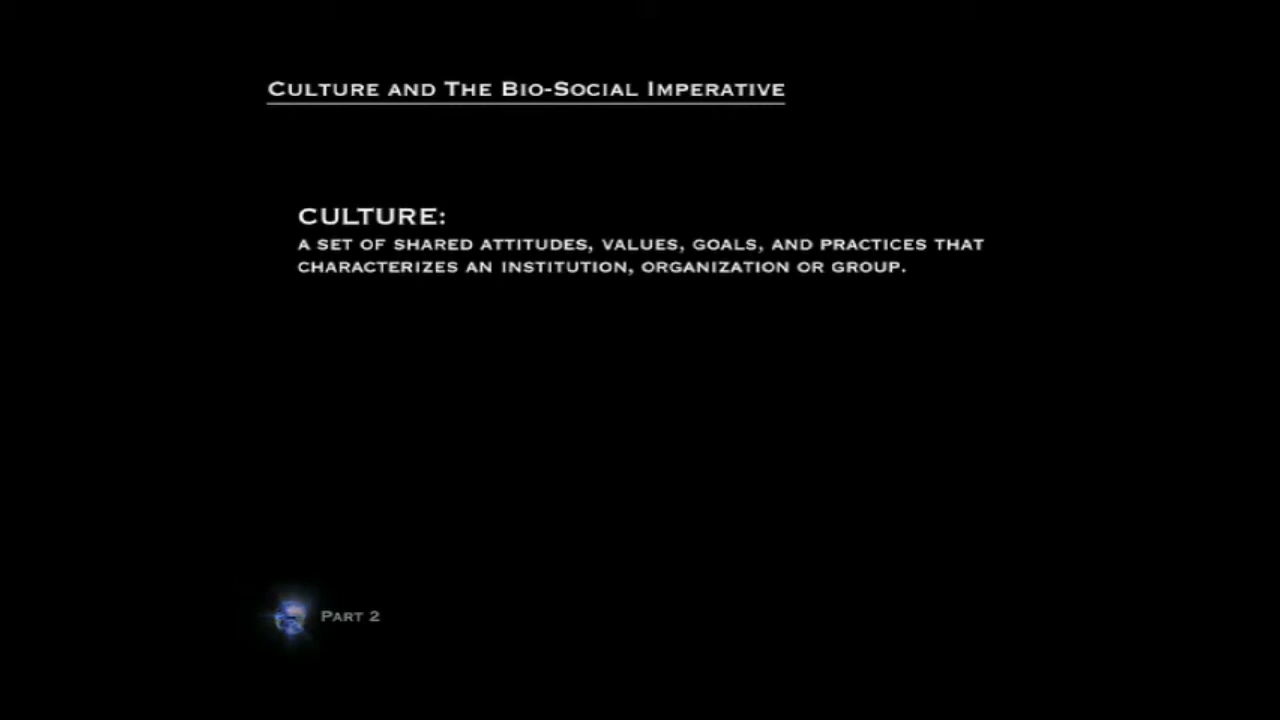 Culture and The Bio-Social Imperative
CULTURE:
A SET OF SHARED ATTITUDES, VALUES, GOALS, AND PRACTICES THAT
CHARACTERIZES AN INSTITUTION, ORGANIZATION OR GROUP.
Part 2